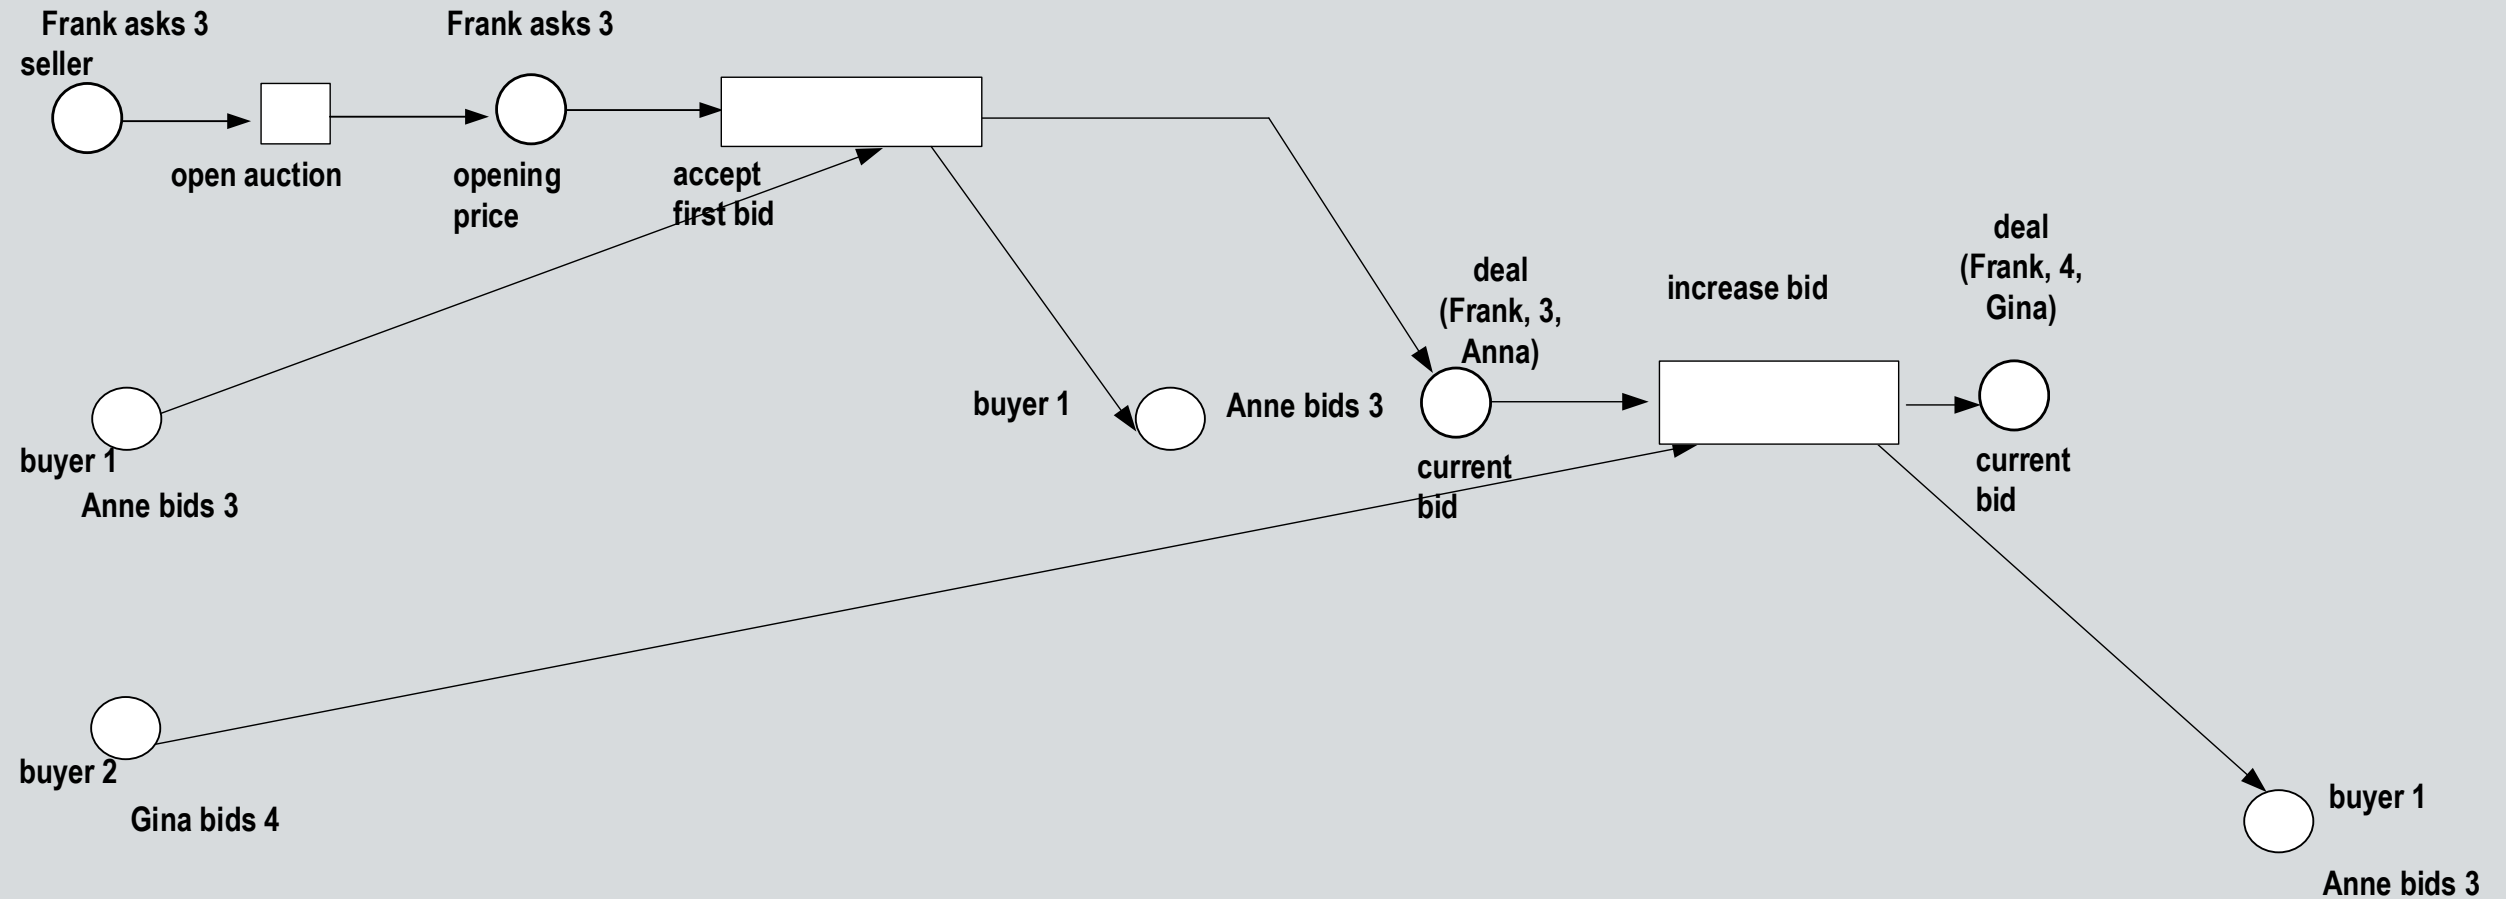 Frank asks 3
seller
Frank asks 3
open auction
opening
price
accept
first bid
deal
(Frank, 3,
Anna)
increase bid
deal
(Frank, 4,
Gina)
buyer 1
Anne bids 3
buyer 1
Anne bids 3
current
bid
current
bid
buyer 2
Gina bids 4
buyer 1
Anne bids 3